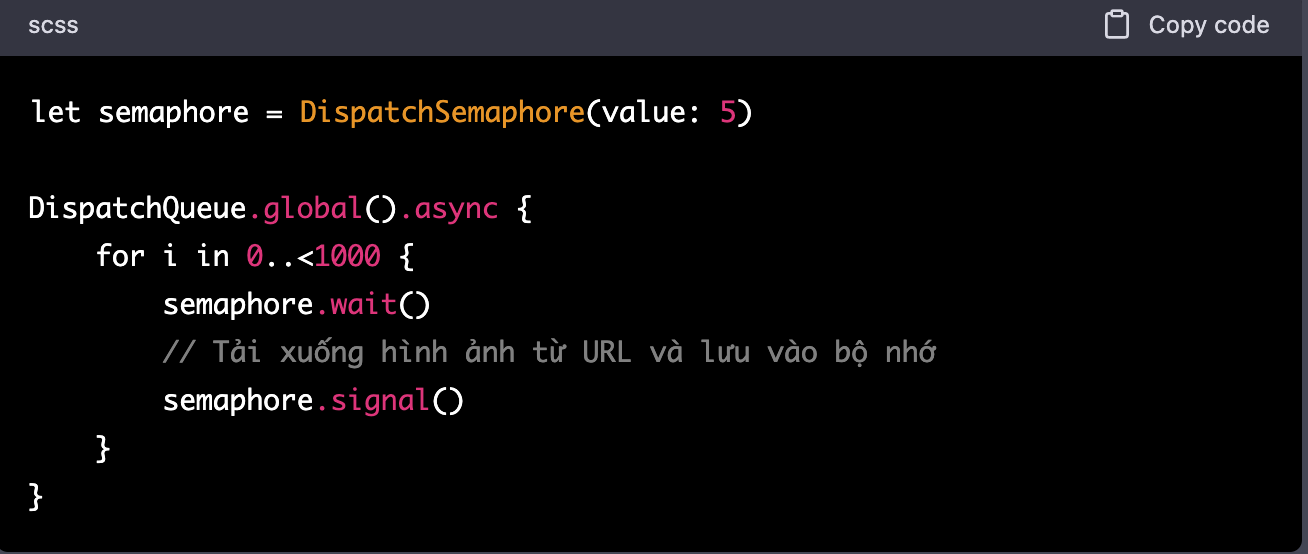 scss
Copy code
let semaphore = DispatchSemaphore(value: 5)
DispatchQueue.global().async {
for i in 0..<1000 {
semaphore.wait()
// Tải xuống hình ảnh từ URL và lưu vào bộ nhớ
semaphore.signal()
}
}